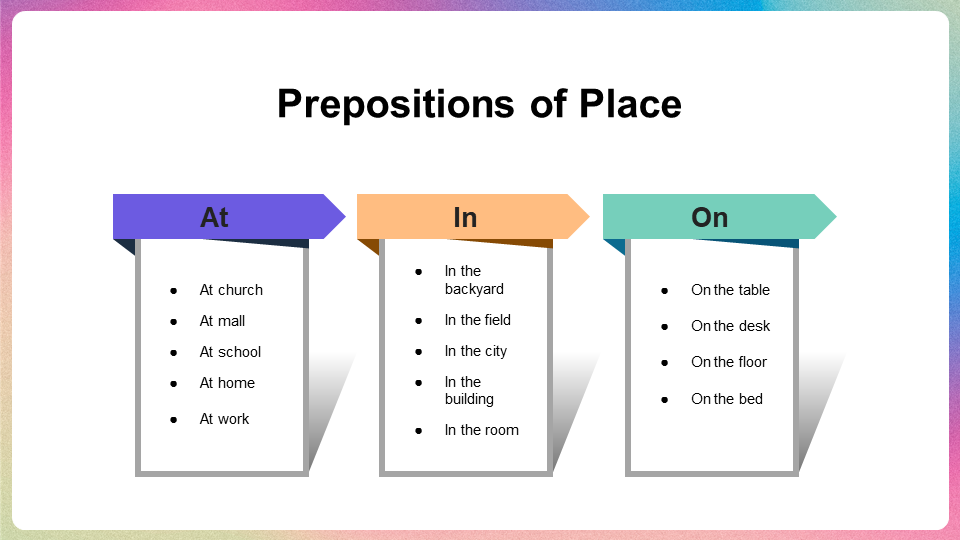 Prepositions of Place
At
● At church
● At mall
● At school
● At home
● At work
In
● In the
backyard
● In the field
● In the city
● In the
building
● In the room
On
● On the table
● On the desk
● On the floor
● On the bed